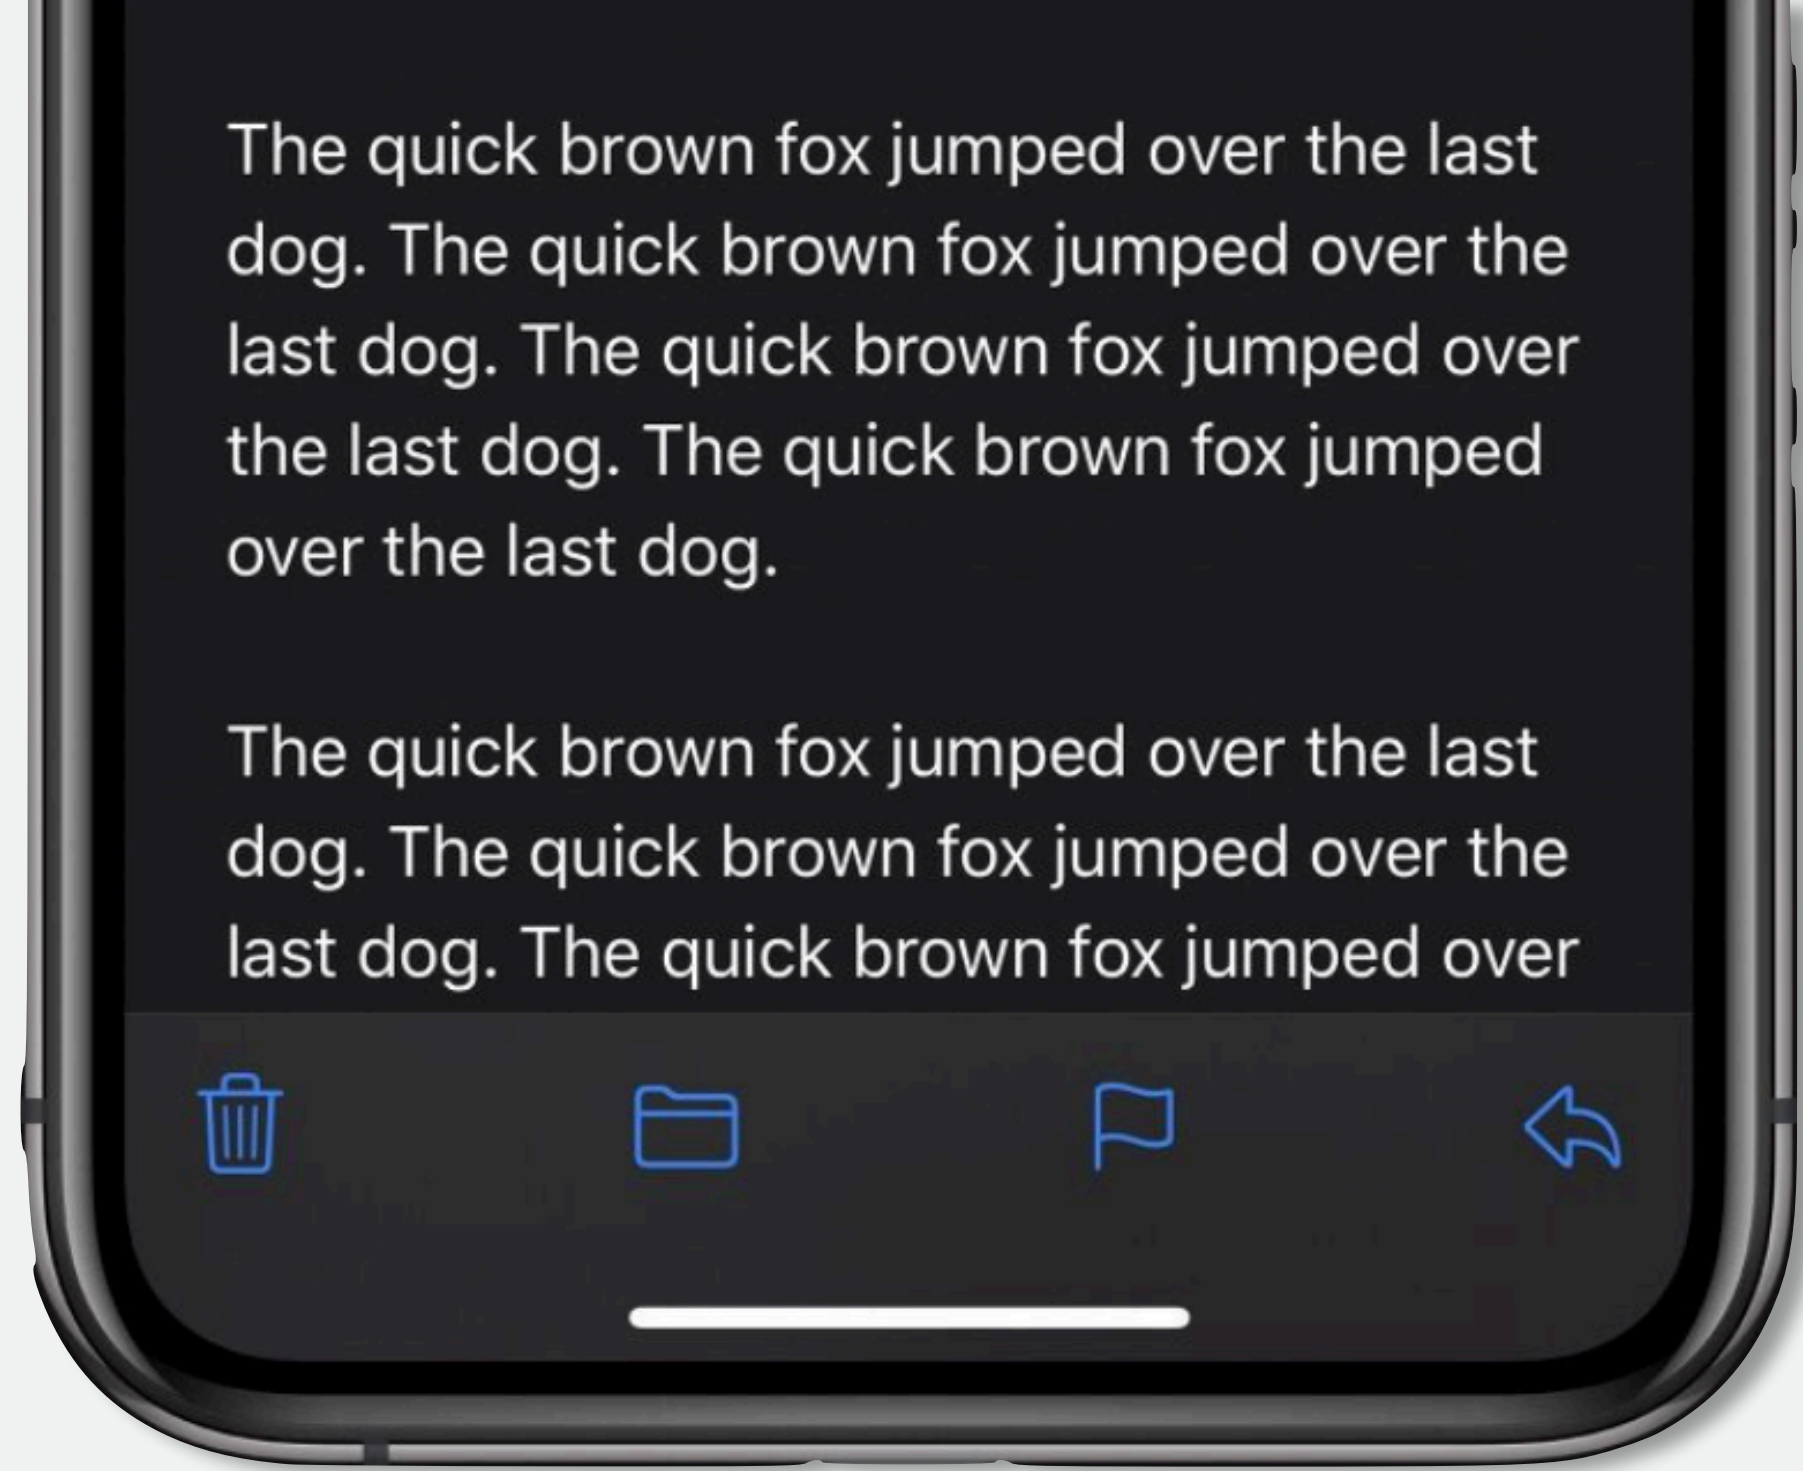 The quick brown fox jumped over the last
dog. The quick brown fox jumped over the
last dog. The quick brown fox jumped over
the last dog. The quick brown fox jumped
over the last dog.
The quick brown fox jumped over the last
dog. The quick brown fox jumped over the
last dog. The quick brown fox jumped over